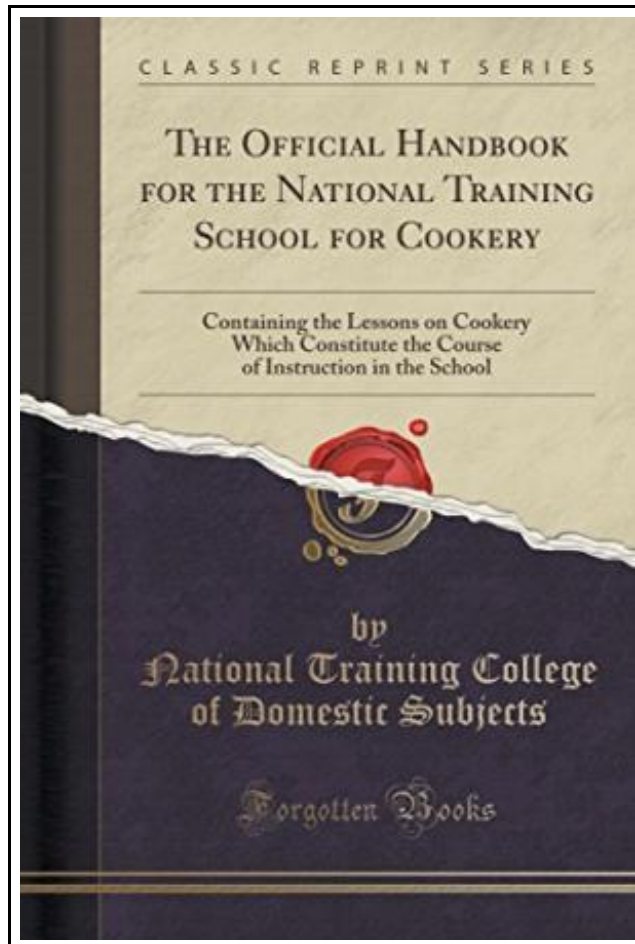 CLASSIC REPRINT SERIES
THE OFFICIAL HANDBOOK
FOR THE NATIONAL TRAINING
SCHOOL FOR COOKERY
Containing the Lessons on Cookery
Which Constitute the Course
of Instruction in the School
F
by
National Training College
of Domestic Subjects
Forgotten Books